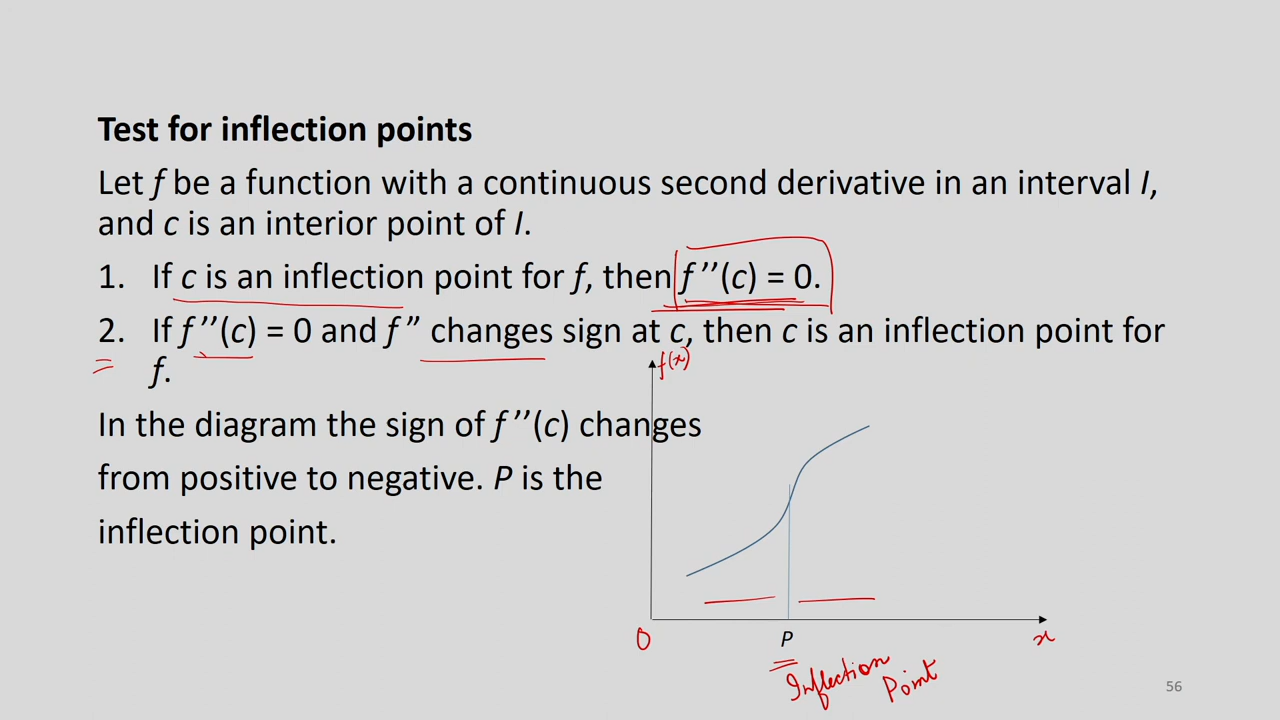 Test for inflection points
Let f be a function with a continuous second derivative in an interval I,
and c is an interior point of I.
1. If c is an inflection point for f, then f ’’(c) = 0.
2. If f ’’(c) = 0 and f ” changes sign at c, then c is an inflection point for
f.
f(x)
In the diagram the sign of f ’’(c) changes
from positive to negative. P is the
inflection point.
0
P
x
Inflection
Point
56